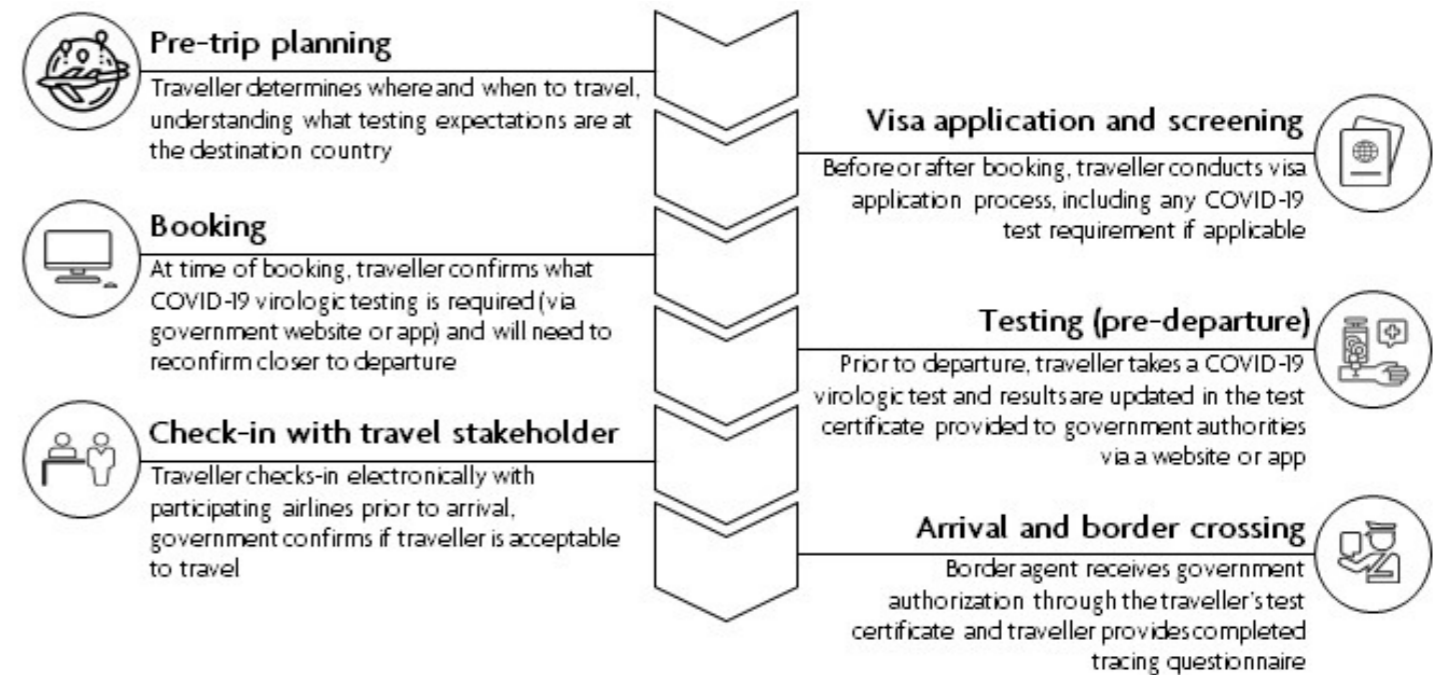 Pre-trip planning
Traveller determines where and when to travel,
understanding what testing expectations are at
the destination country
Visa application and screening
Before or after booking, traveller conducts visa
application process, including any COVID-19
test requirement if applicable
Booking
At time of booking, traveller confirms what
COVID-19 virologic testing is required (via
government website or app) and will need to
reconfirm closer to departure
Testing (pre-departure)
Prior to departure, traveller takes a COVID-19
virologic test and results are updated in the test
certificate provided to government authorities
via a website or app
Check-in with travel stakeholder
Traveller checks-in electronically with
participating airlines prior to arrival,
government confirms if traveller is acceptable
to travel
Arrival and border crossing
Border agent receives government
authorization through the traveller's test
certificate and traveller provides completed
tracing questionnaire